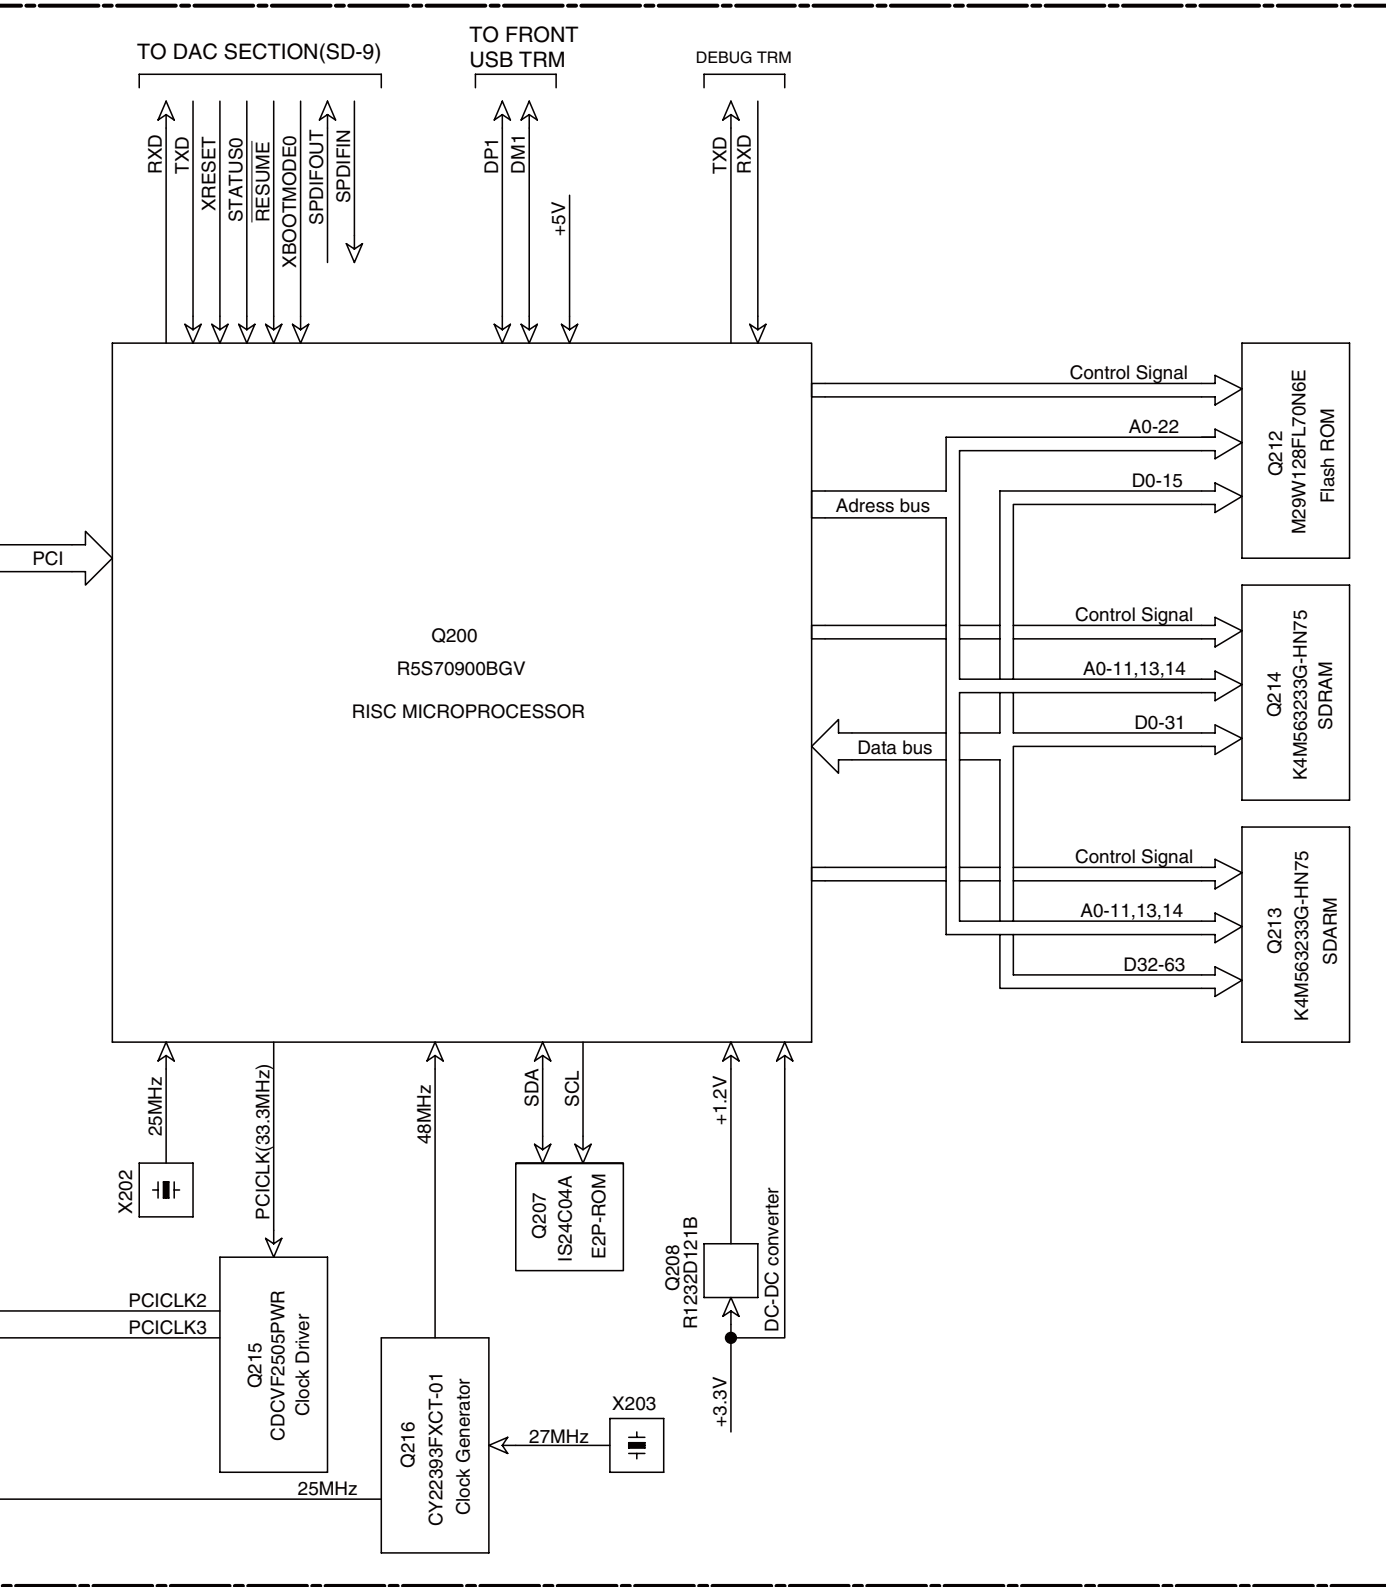 TO DAC SECTION(SD-9)
TO FRONT
USB TRM
DEBUG TRM
RXD
TXD
XRESET
STATUS0
RESUME
XBOOTMODE0
SPDIFOUT
SPDIFIN
DP1
DM1
+5V
TXD
RXD
Control Signal
A0-22
D0-15
Adress bus
Q212
M29W128FL70N6E
Flash ROM
PCI
Q200
R5S70900BGV
RISC MICROPROCESSOR
Control Signal
A0-11,13,14
D0-31
Data bus
Q214
K4M563233G-HN75
SDRAM
Control Signal
A0-11,13,14
D32-63
Q213
K4M563233G-HN75
SDARM
25MHz
X202
PCICLK(33.3MHz)
48MHz
SDA
SCL
Q207
IS24C04A
E2P-ROM
+1.2V
Q208
R1232D121B
DC-DC converter
+3.3V
PCICLK2
PCICLK3
Q215
CDCVF2505PWR
Clock Driver
Q216
CY22393FXCT-01
Clock Generator
27MHz
X203
25MHz